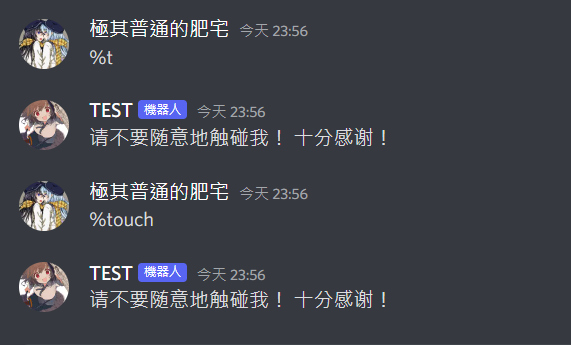 極其普通的肥宅 今天 23:56
%t
TEST 機器人 今天 23:56
请不要随意地触碰我！ 十分感谢！
極其普通的肥宅 今天 23:56
%touch
TEST 機器人 今天 23:56
请不要随意地触碰我！ 十分感谢！